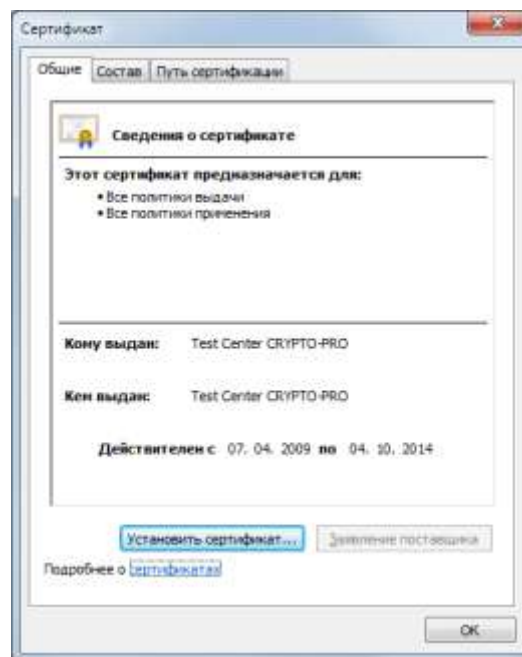 Сертификат
Общие Состав Путь сертификации
Сведения о сертификате
Этот сертификат предназначается для:
• Все политики выдачи
• Все политики применения
Кому выдан: Test Center CRYPTO-PRO
Кем выдан: Test Center CRYPTO-PRO
Действителен с 07. 04. 2009 по 04. 10. 2014
Установить сертификат... Заявление поставщика
Подробнее о сертификатах
OK